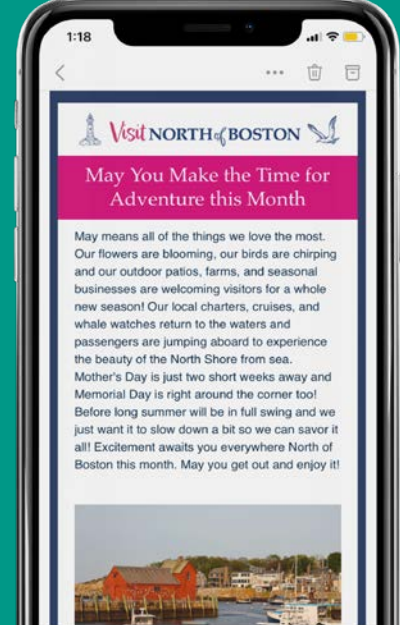 1:18
Visit NORTH of BOSTON
May You Make the Time for
Adventure this Month
May means all of the things we love the most.
Our flowers are blooming, our birds are chirping
and our outdoor patios, farms, and seasonal
businesses are welcoming visitors for a whole
new season! Our local charters, cruises, and
whale watches return to the waters and
passengers are jumping aboard to experience
the beauty of the North Shore from sea.
Mother's Day is just two short weeks away and
Memorial Day is right around the corner too!
Before long summer will be in full swing and we
just want it to slow down a bit so we can savor it
all! Excitement awaits you everywhere North of
Boston this month. May you get out and enjoy it!